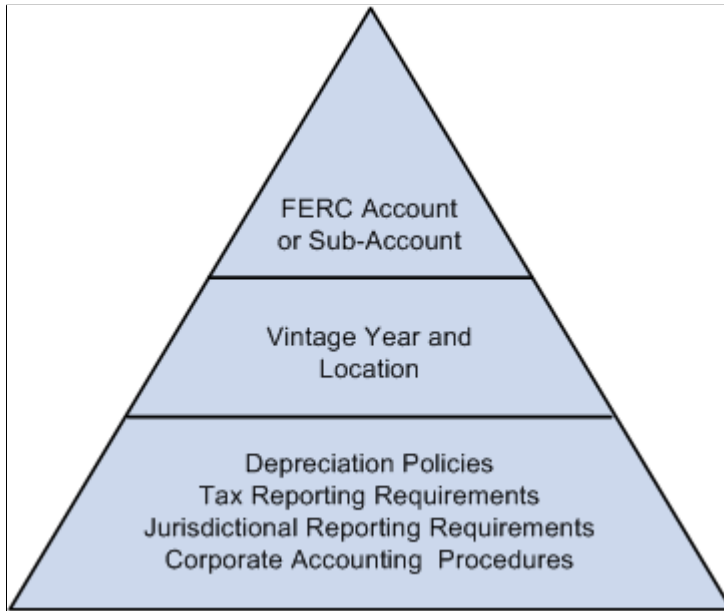 FERC Account
or Sub-Account
Vintage Year and
Location
Depreciation Policies
Tax Reporting Requirements
Jurisdictional Reporting Requirements
Corporate Accounting  Procedures